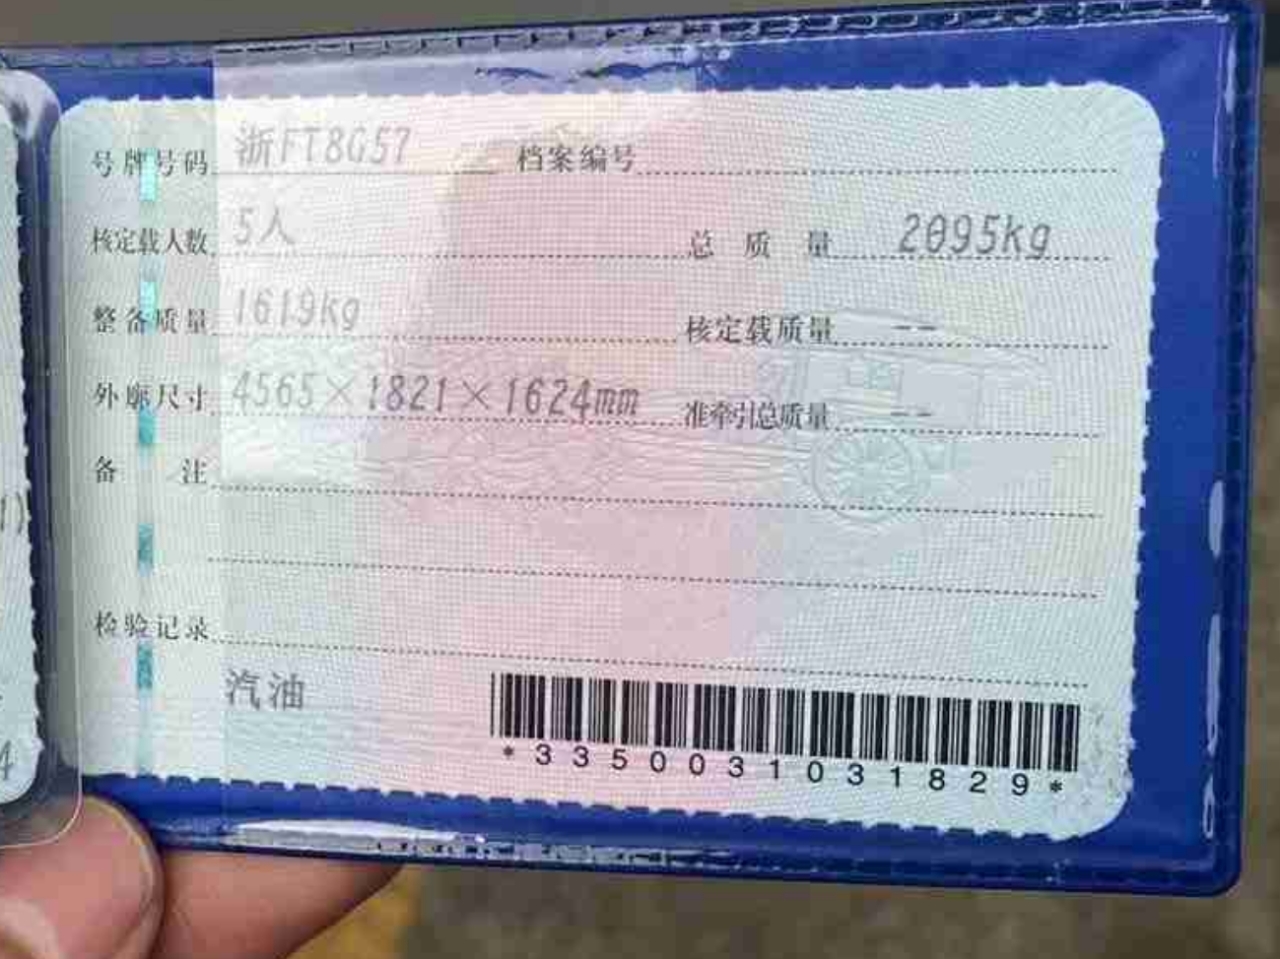 号牌号码 浙FT8G57 档案编号
核定载人数 5人 总质量 2095kg
整备质量 1619kg 核定载质量 --
外廓尺寸 4565×1821×1624mm 准牵引总质量 --
备注
检验记录
汽油
*3350031031829*
1)
4